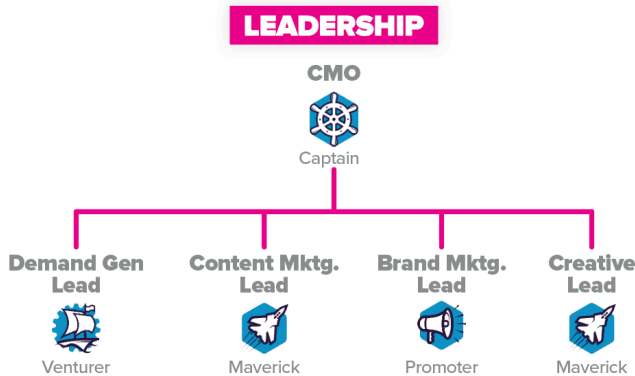 LEADERSHIP
CMO
Captain
Demand Gen
Lead
Venturer
Content Mktg.
Lead
Maverick
Brand Mktg.
Lead
Promoter
Creative
Lead
Maverick